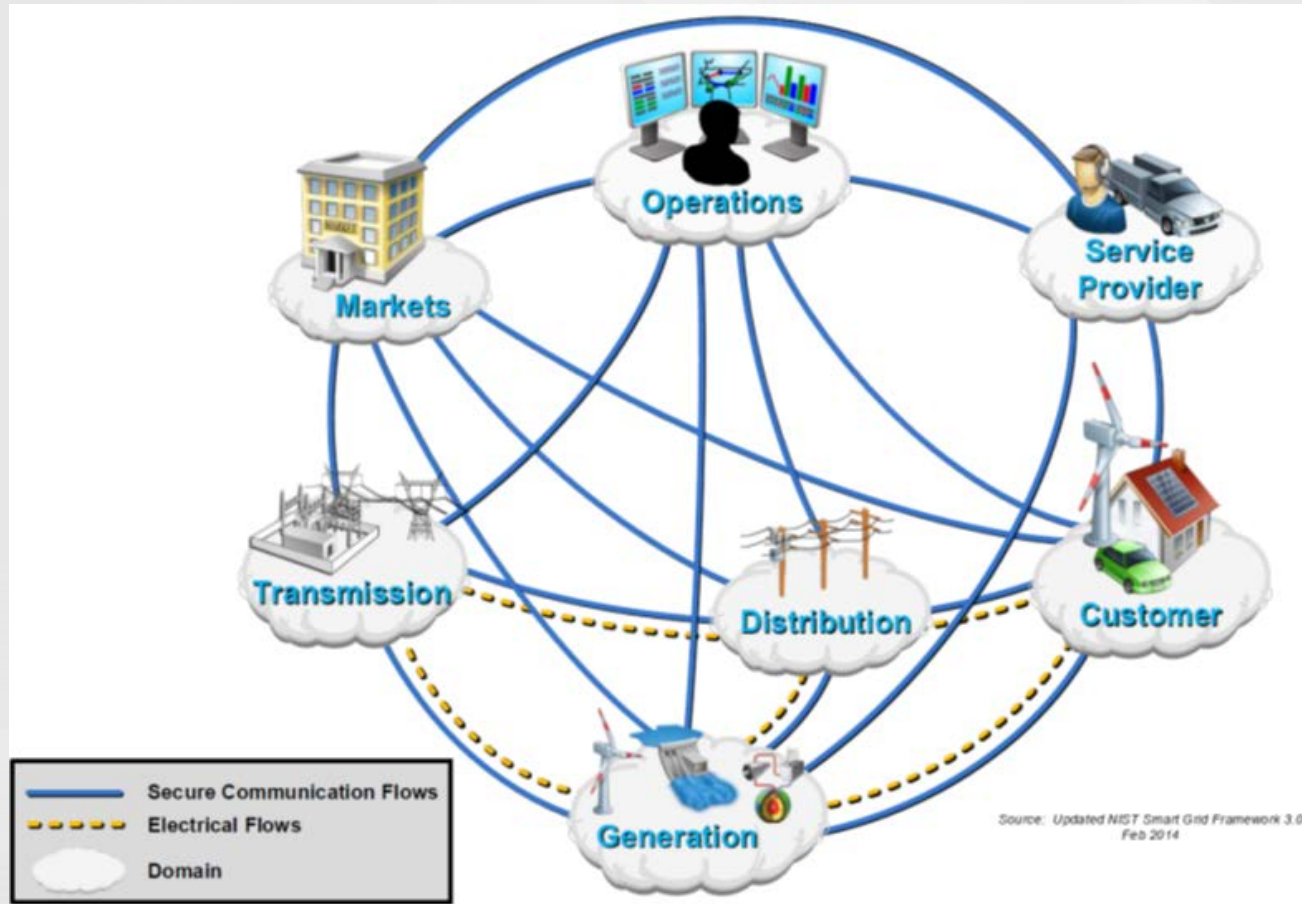 Operations
Service
Provider
Markets
Transmission
Distribution
Customer
Generation
Secure Communication Flows
Electrical Flows
Domain
Source: Updated NIST Smart Grid Framework 3.0
Feb 2014